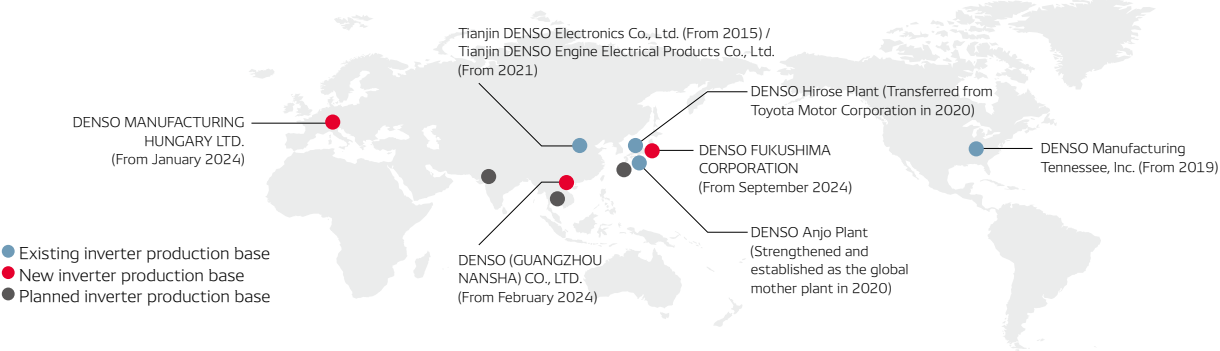 Tianjin DENSO Electronics Co., Ltd. (From 2015) /
Tianjin DENSO Engine Electrical Products Co., Ltd.
(From 2021)
DENSO Hirose Plant (Transferred from
Toyota Motor Corporation in 2020)
DENSO MANUFACTURING
HUNGARY LTD.
(From January 2024)
DENSO FUKUSHIMA
CORPORATION
(From September 2024)
DENSO Manufacturing
Tennessee, Inc. (From 2019)
DENSO Anjo Plant
(Strengthened and
established as the global
mother plant in 2020)
DENSO (GUANGZHOU
NANSHA) CO., LTD.
(From February 2024)
Existing inverter production base
New inverter production base
Planned inverter production base